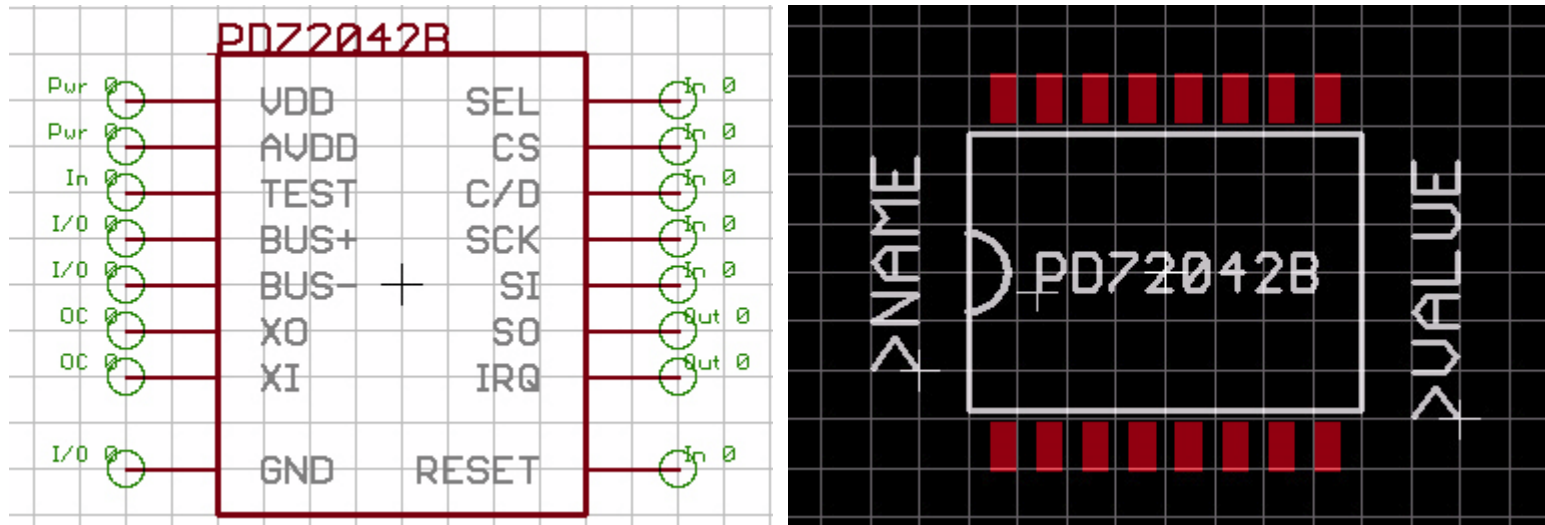 PD72042B
Pwr 0 VDD SEL In 0
Pwr 0 AVDD CS In 0
In 0 TEST C/D In 0
I/O 0 BUS+ SCK In 0
I/O 0 BUS- SI In 0
OC 0 XO SO Out 0
OC 0 XI IRQ Out 0
I/O 0 GND RESET In 0
>NAME
PD72042B
>VALUE